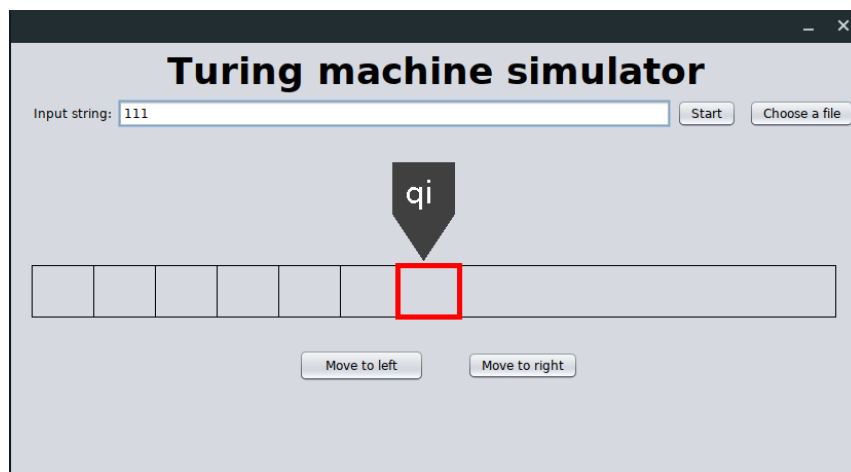 Turing machine simulator
Input string: 111 Start Choose a file
qi
Move to left Move to right